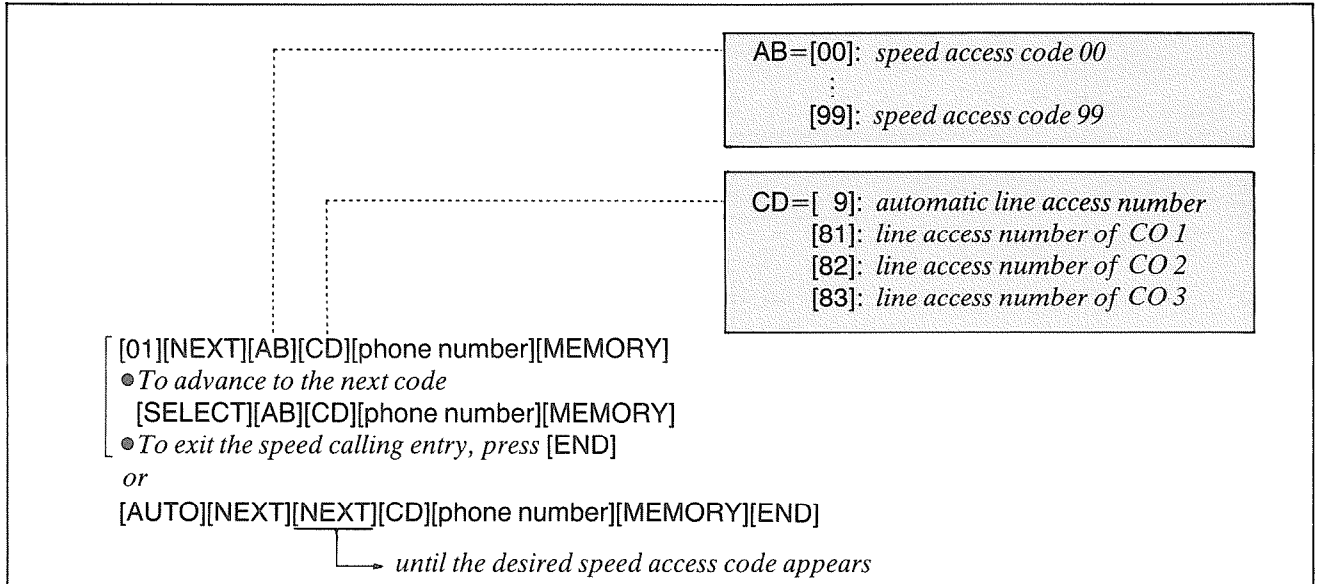 AB=[00]: speed access code 00
⋮
[99]: speed access code 99
CD=[ 9]: automatic line access number
[81]: line access number of CO 1
[82]: line access number of CO 2
[83]: line access number of CO 3
[01][NEXT][AB][CD][phone number][MEMORY]
●To advance to the next code
[SELECT][AB][CD][phone number][MEMORY]
●To exit the speed calling entry, press [END]
or
[AUTO][NEXT][NEXT][CD][phone number][MEMORY][END]
until the desired speed access code appears